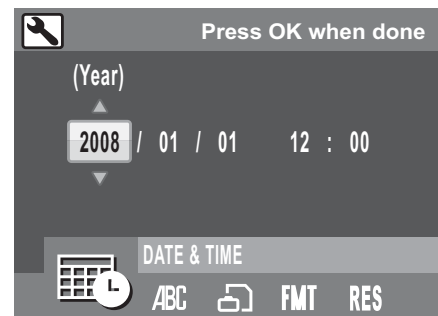 Press OK when done
(Year)
2008 / 01 / 01 12 : 00
DATE & TIME
ABC FMT RES